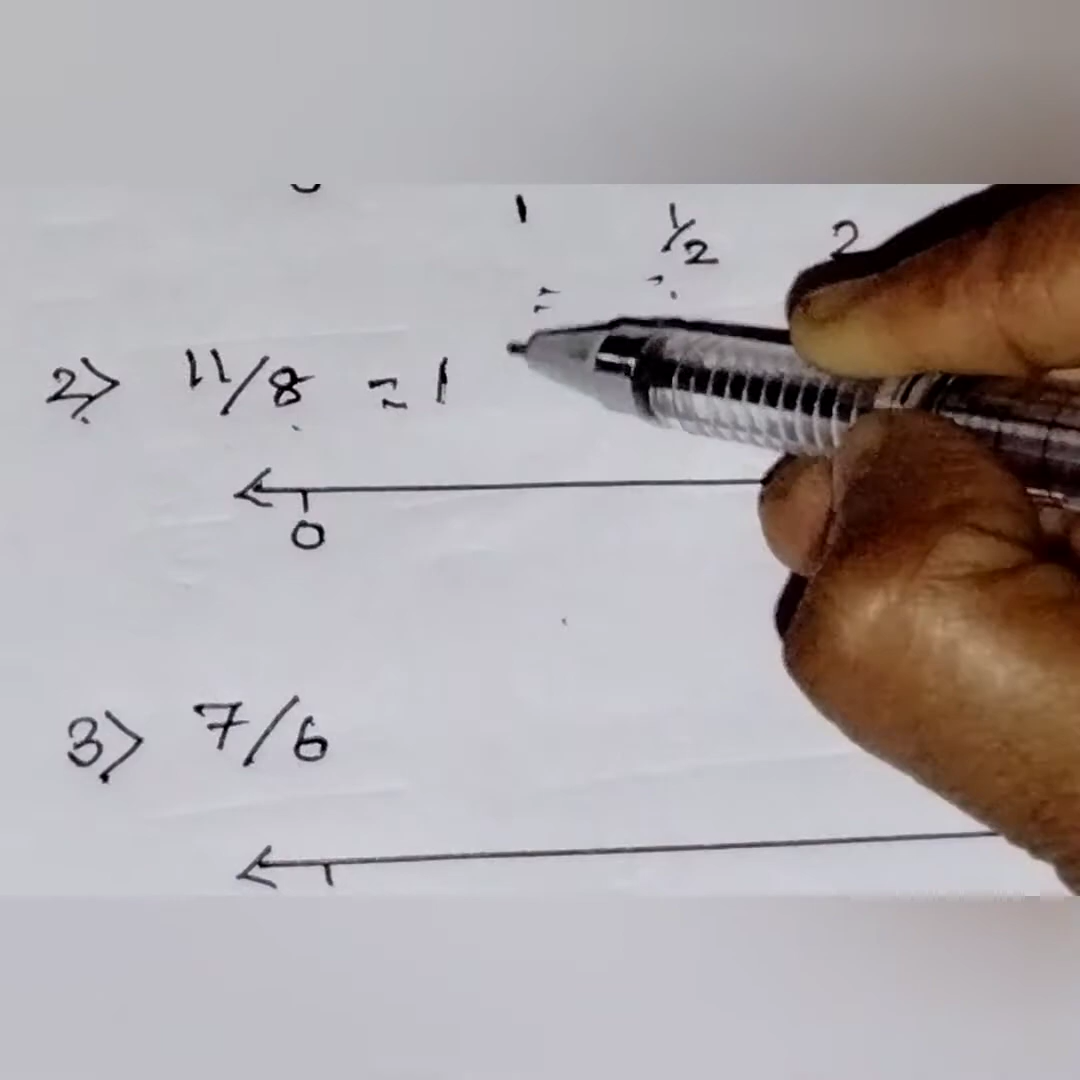 1 1/2 2
2) 11/8 = 1
0
3) 7/6